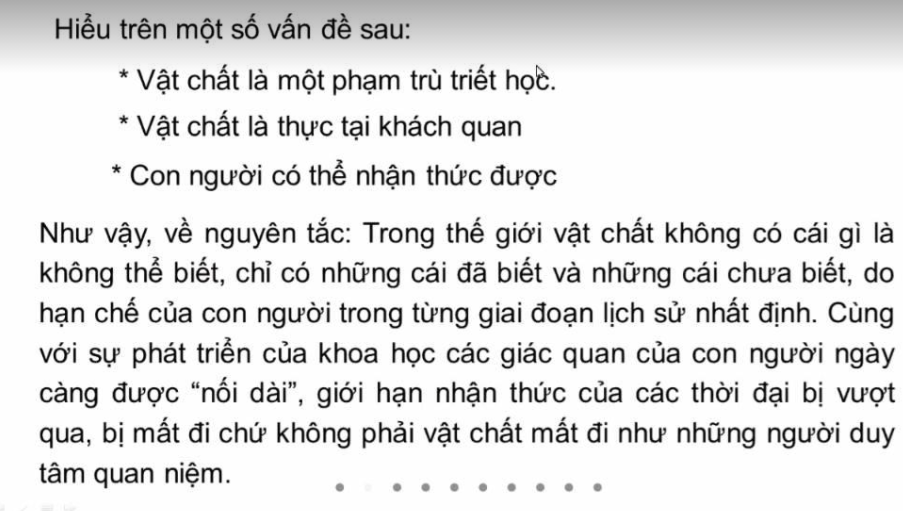 Hiểu trên một số vấn đề sau:
* Vật chất là một phạm trù triết học.
* Vật chất là thực tại khách quan
* Con người có thể nhận thức được
Như vậy, về nguyên tắc: Trong thế giới vật chất không có cái gì là
không thể biết, chỉ có những cái đã biết và những cái chưa biết, do
hạn chế của con người trong từng giai đoạn lịch sử nhất định. Cùng
với sự phát triển của khoa học các giác quan của con người ngày
càng được “nối dài”, giới hạn nhận thức của các thời đại bị vượt
qua, bị mất đi chứ không phải vật chất mất đi như những người duy
tâm quan niệm.